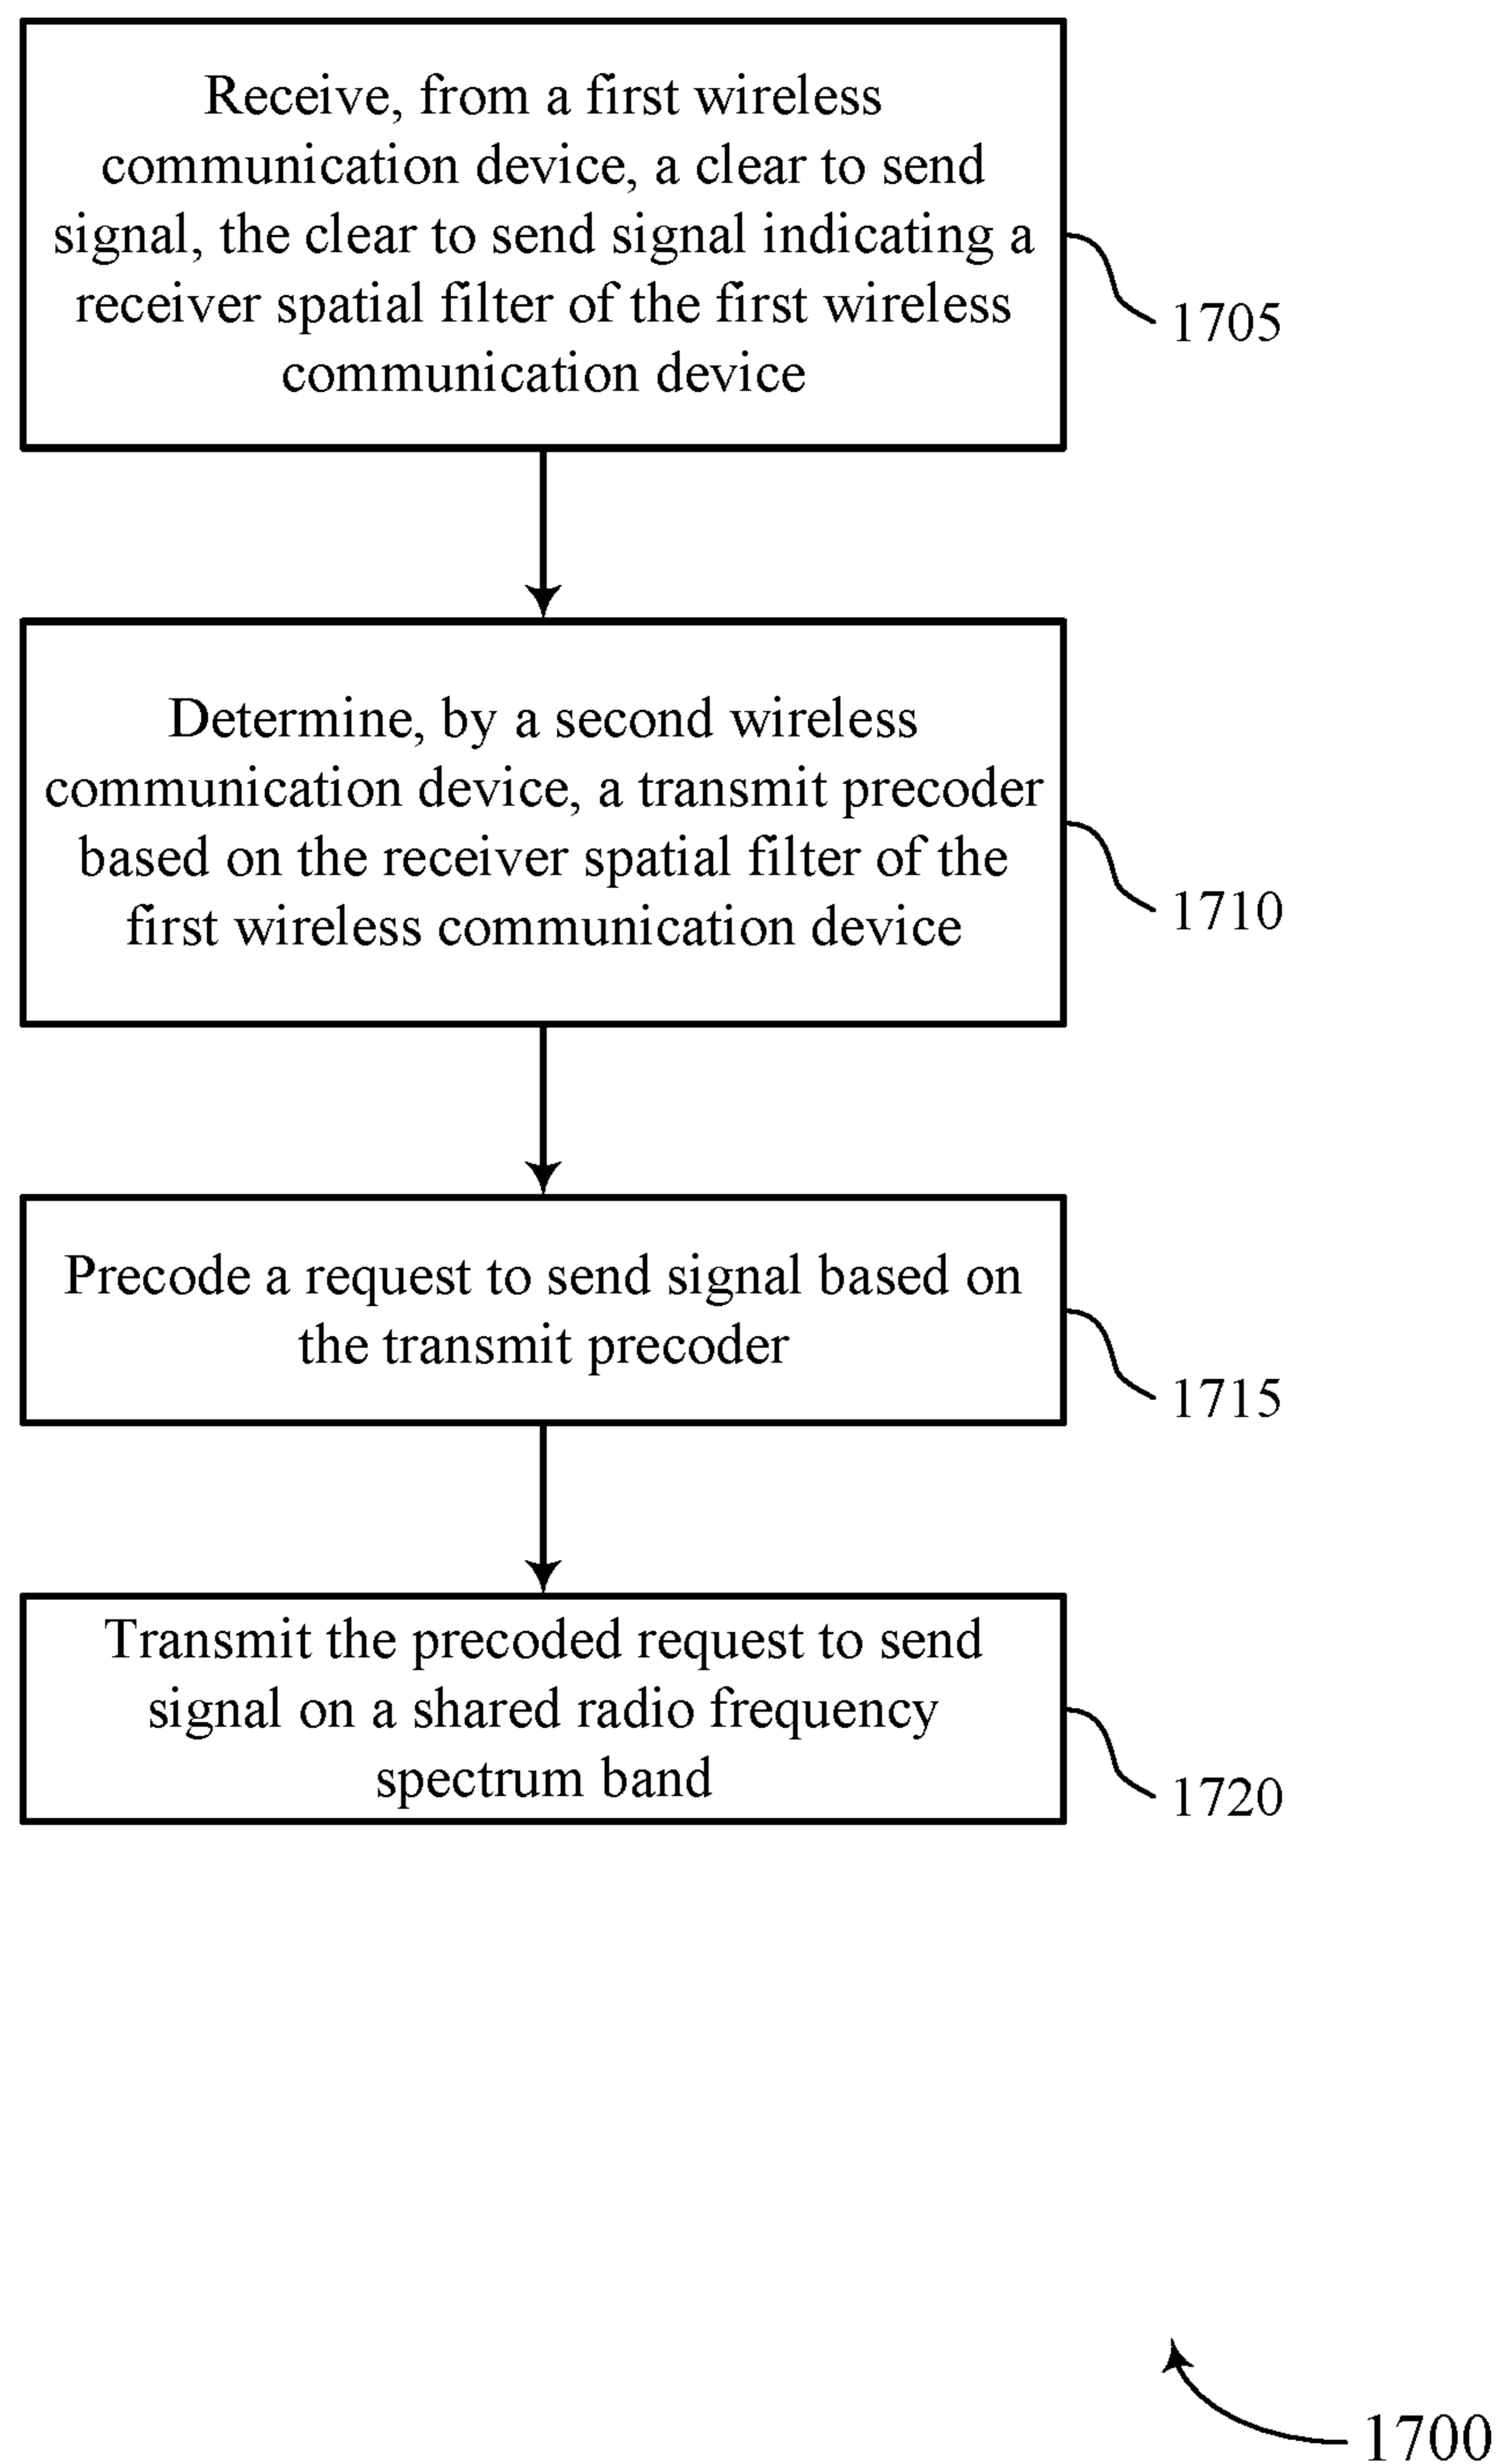 Receive, from a first wireless
communication device, a clear to send
signal, the clear to send signal indicating a
receiver spatial filter of the first wireless
communication device
1705
Determine, by a second wireless
communication device, a transmit precoder
based on the receiver spatial filter of the
first wireless communication device
1710
Precode a request to send signal based on
the transmit precoder
1715
Transmit the precoded request to send
signal on a shared radio frequency
spectrum band
1720
1700